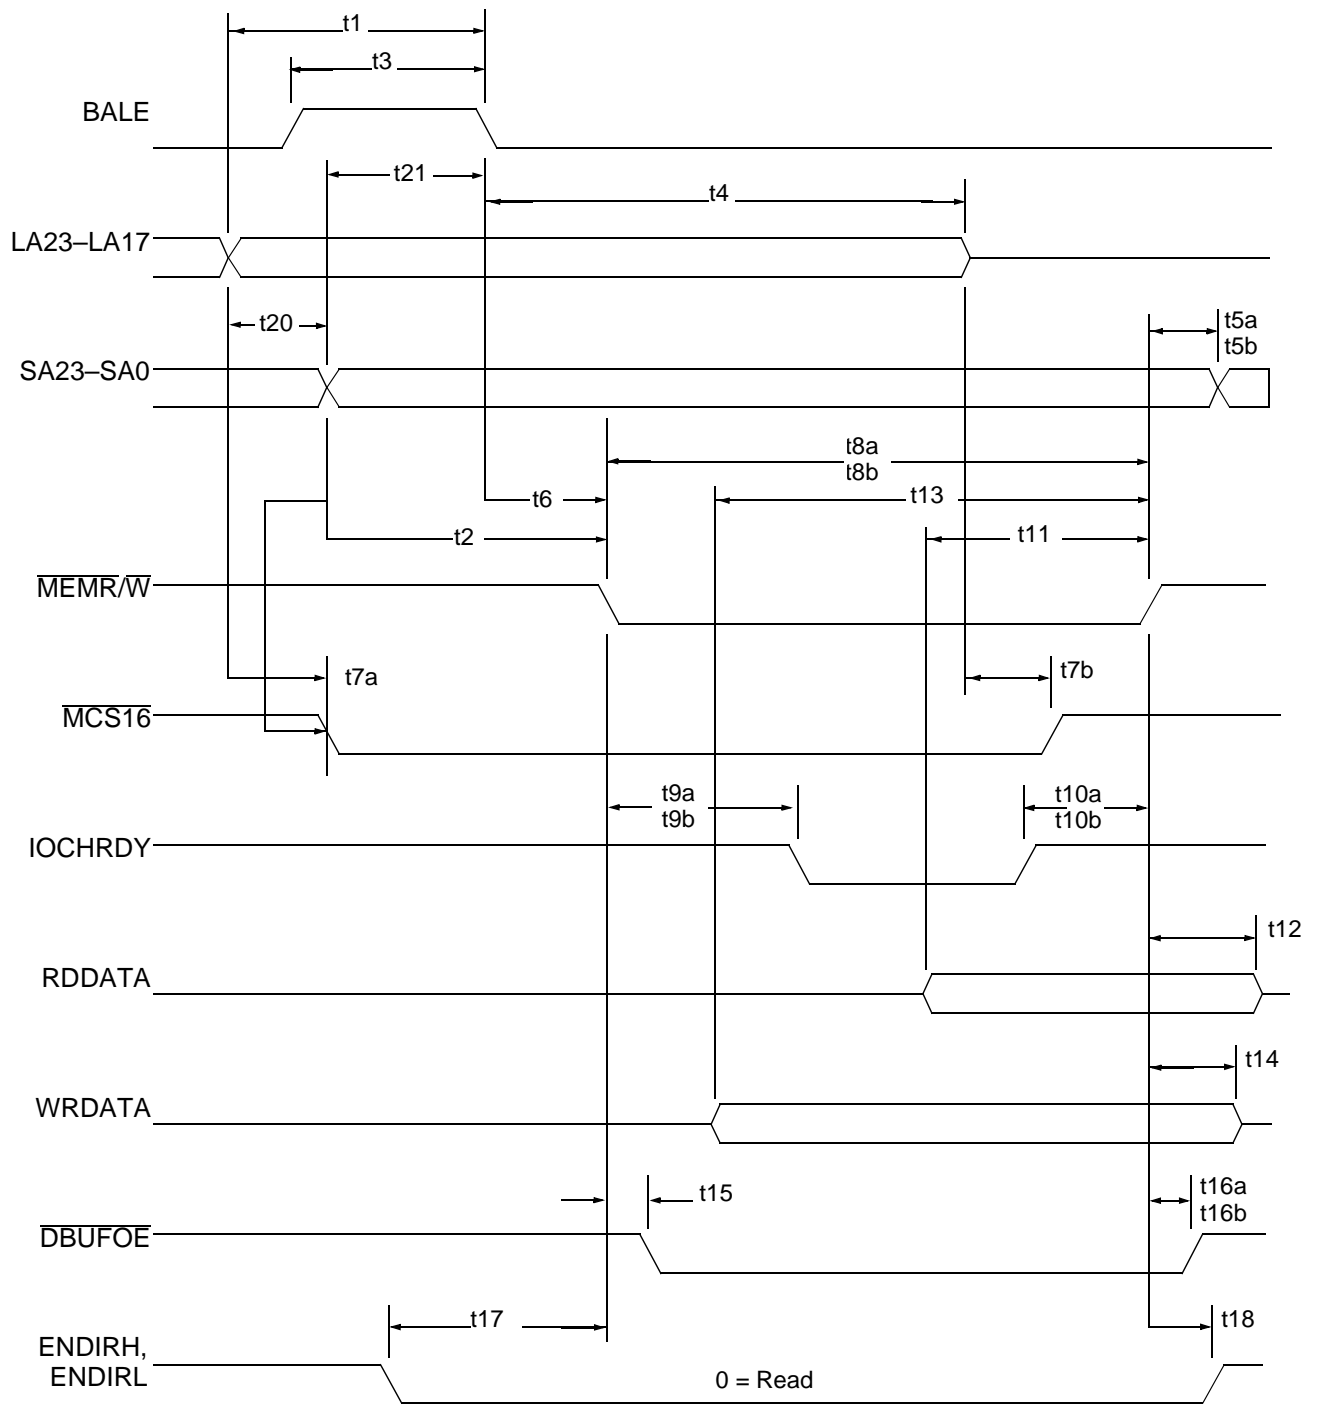 t1
t3
BALE
t21
t4
LA23–LA17
t20
t5a
t5b
SA23–SA0
t8a
t8b
t6
t13
t2
t11
MEMR/W
t7a
t7b
MCS16
t9a
t9b
t10a
t10b
IOCHRDY
t12
RDDATA
t14
WRDATA
t15
t16a
t16b
DBUFOE
t17
t18
ENDIRH,
ENDIRL
0 = Read